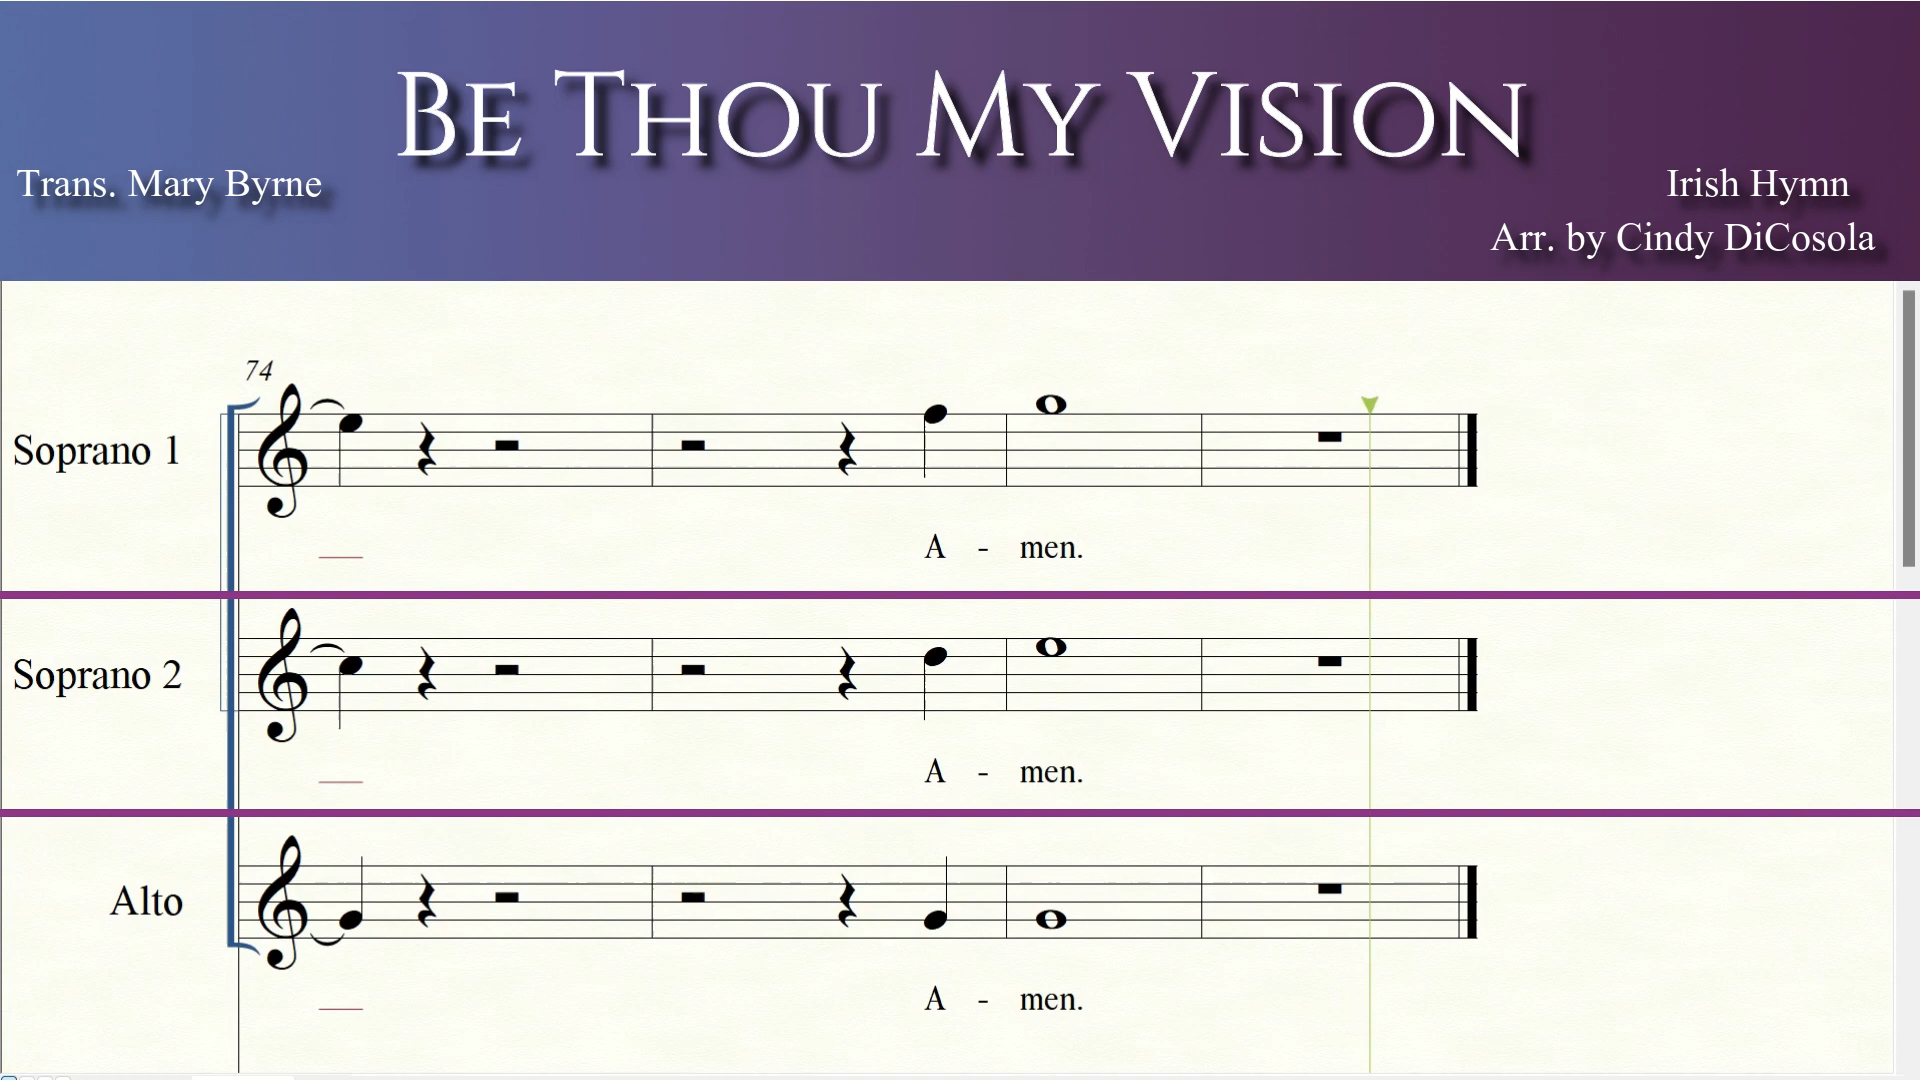 BE THOU MY VISION
Trans. Mary Byrne
Irish Hymn
Arr. by Cindy DiCosola
74
Soprano 1
A - men.
Soprano 2
A - men.
Alto
A - men.